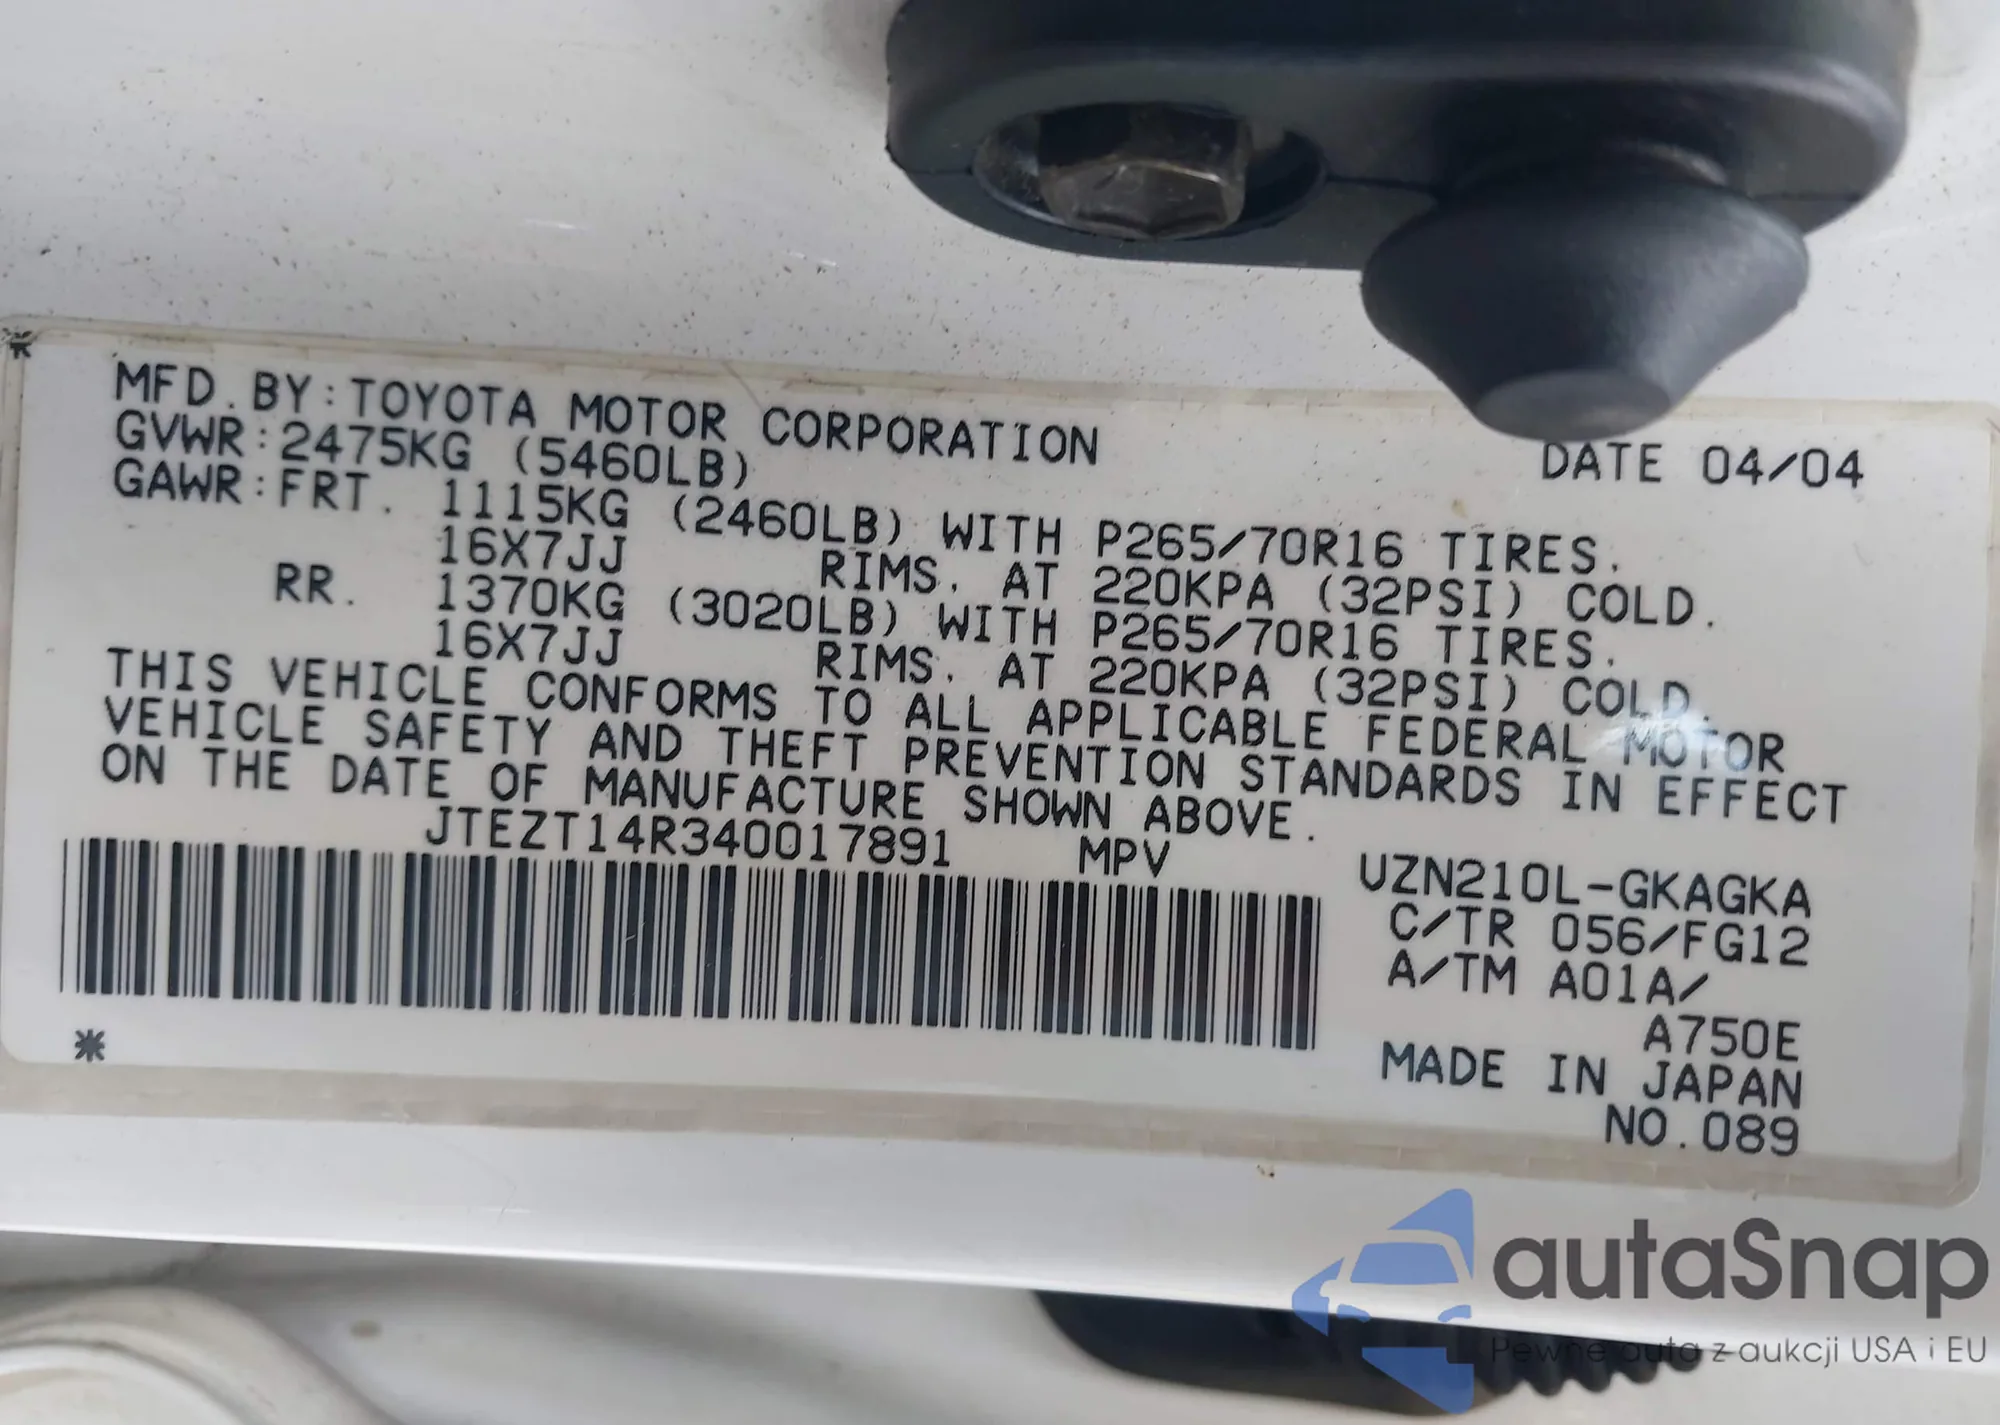 MFD. BY: TOYOTA MOTOR CORPORATION DATE 04/04
GVWR: 2475KG (5460LB)
GAWR: FRT. 1115KG (2460LB) WITH P265/70R16 TIRES.
16X7JJ RIMS. AT 220KPA (32PSI) COLD.
RR. 1370KG (3020LB) WITH P265/70R16 TIRES.
16X7JJ RIMS. AT 220KPA (32PSI) COLD.
THIS VEHICLE CONFORMS TO ALL APPLICABLE FEDERAL MOTOR
VEHICLE SAFETY AND THEFT PREVENTION STANDARDS IN EFFECT
ON THE DATE OF MANUFACTURE SHOWN ABOVE.
JTEZT14R340017891 MPV
UZN210L-GKAGKA
C/TR 056/FG12
A/TM A01A/
A750E
MADE IN JAPAN
NO.089
autaSnap
Pewne auta z aukcji USA i EU